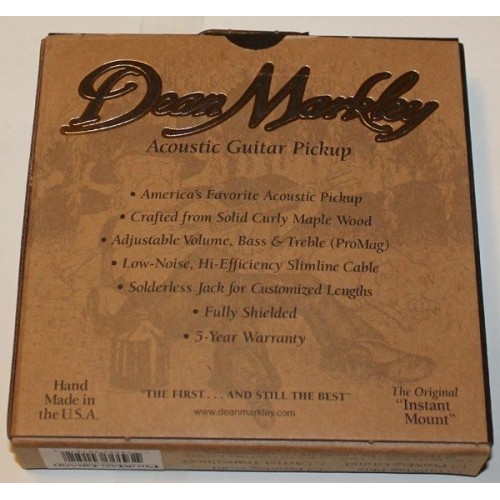 Dean Markley
Acoustic Guitar Pickup
• America's Favorite Acoustic Pickup
• Crafted from Solid Curly Maple Wood
• Adjustable Volume, Bass & Treble (ProMag)
• Low-Noise, Hi-Efficiency Slimline Cable
• Solderless Jack for Customized Lengths
• Fully Shielded
• 5-Year Warranty
Hand
Made in
the U.S.A.
"THE FIRST . . . AND STILL THE BEST"
www.deanmarkley.com
The Original
"Instant
Mount"